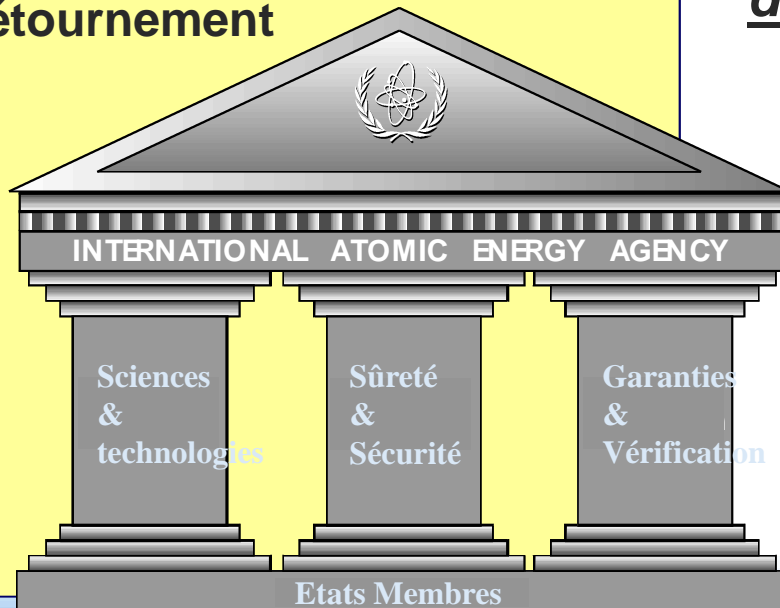 étournement
d
INTERNATIONAL ATOMIC ENERGY AGENCY
Sciences
&
technologies
Sûreté
&
Sécurité
Garanties
&
Vérification
Etats Membres